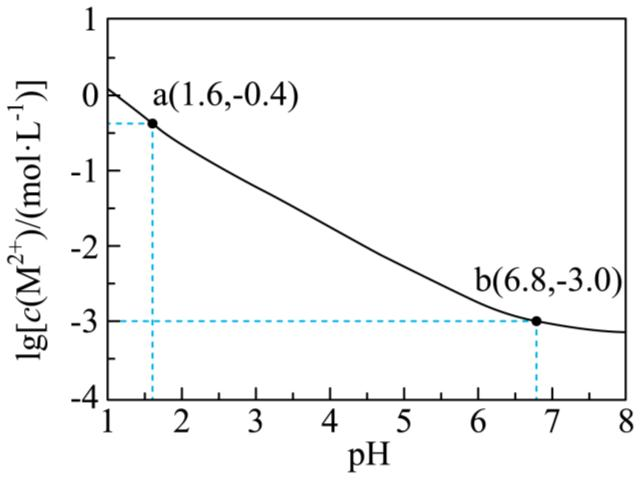 1
0
-1
-2
-3
-4
lg[c(M²⁺)/(mol·L⁻¹)]
a(1.6,-0.4)
b(6.8,-3.0)
1 2 3 4 5 6 7 8
pH